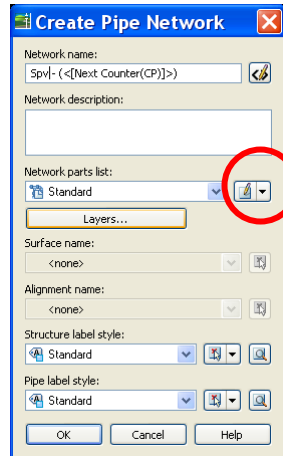 Create Pipe Network
Network name:
Spv - (<[Next Counter(CP)]>)
Network description:
Network parts list:
Standard
Layers...
Surface name:
<none>
Alignment name:
<none>
Structure label style:
Standard
Pipe label style:
Standard
OK Cancel Help